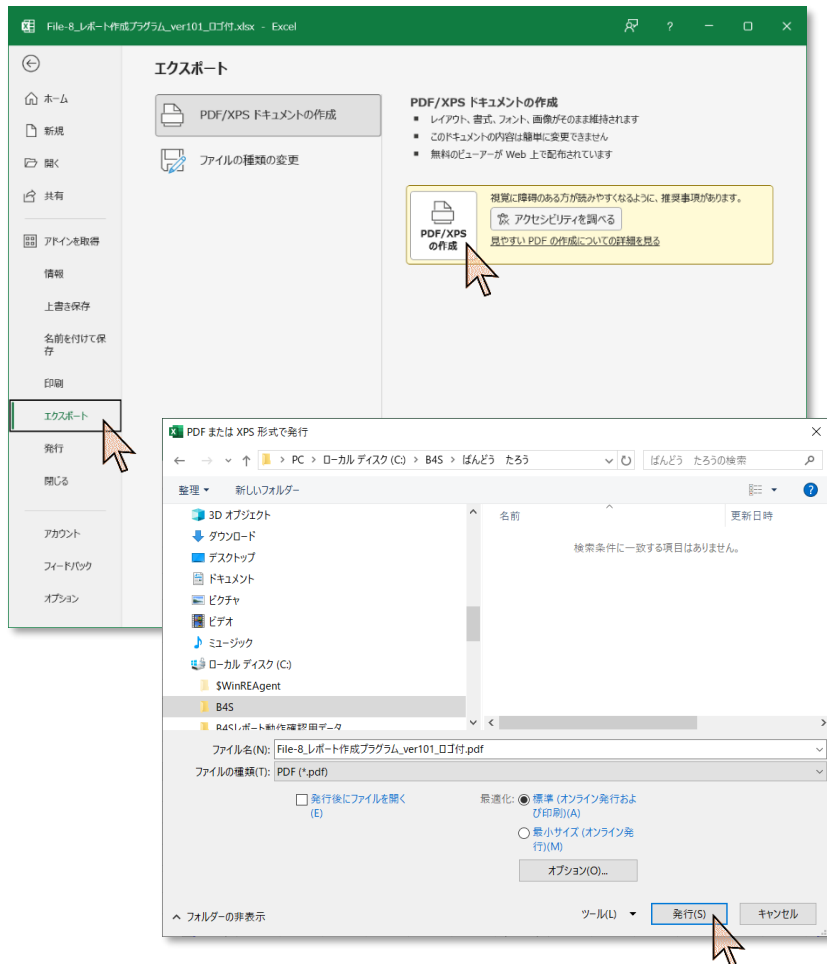 File-8_レポート作成プラグラム_ver101_ロゴ付.xlsx - Excel
?
エクスポート
ホーム
新規
開く
共有
アドインを取得
情報
上書き保存
名前を付けて保
存
印刷
エクスポート
発行
閉じる
アカウント
フィードバック
オプション
PDF/XPS ドキュメントの作成
ファイルの種類の変更
PDF/XPS ドキュメントの作成
レイアウト、書式、フォント、画像がそのまま維持されます
このドキュメントの内容は簡単に変更できません
無料のビューアーが Web 上で配布されています
PDF/XPS
の作成
視覚に障碍のある方が読みやすくなるように、推奨事項があります。
アクセシビリティを調べる
見やすい PDF の作成についての詳細を見る
PDF または XPS 形式で発行
PC > ローカル ディスク (C:) > B4S > ばんどう たろう
ばんどう たろうの検索
整理 新しいフォルダー
?
3D オブジェクト
ダウンロード
デスクトップ
ドキュメント
ピクチャ
ビデオ
ミュージック
ローカル ディスク (C:)
$WinREAgent
B4S
B4Sレポート動作確認用データ
名前 更新日時
検索条件に一致する項目はありません。
ファイル名(N): File-8_レポート作成プラグラム_ver101_ロゴ付.pdf
ファイルの種類(T): PDF (*.pdf)
発行後にファイルを開く
(E)
最適化: 標準 (オンライン発行およ
び印刷)(A)
最小サイズ (オンライン発
行)(M)
オプション(O)...
フォルダーの非表示
ツール(L) 発行(S) キャンセル